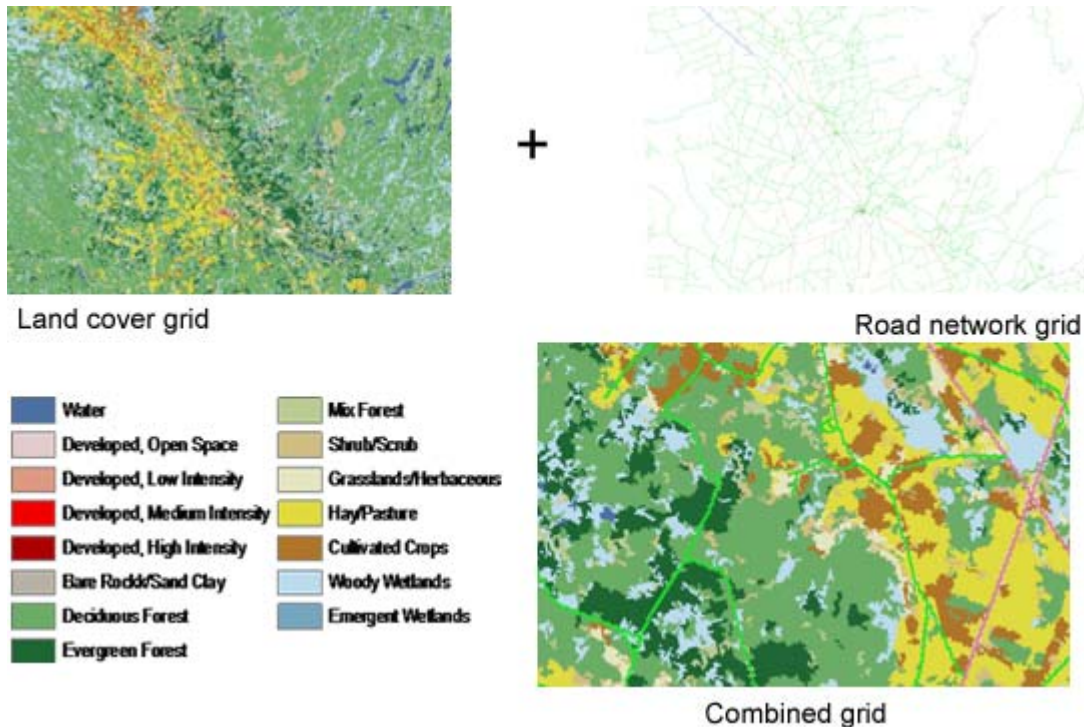 +
Land cover grid
Road network grid
Water
Developed, Open Space
Developed, Low Intensity
Developed, Medium Intensity
Developed, High Intensity
Bare Rockk/Sand Clay
Deciduous Forest
Evergreen Forest
Mix Forest
Shrub/Scrub
Grasslands/Herbaceous
Hay/Pasture
Cultivated Crops
Woody Wetlands
Emergent Wetlands
Combined grid